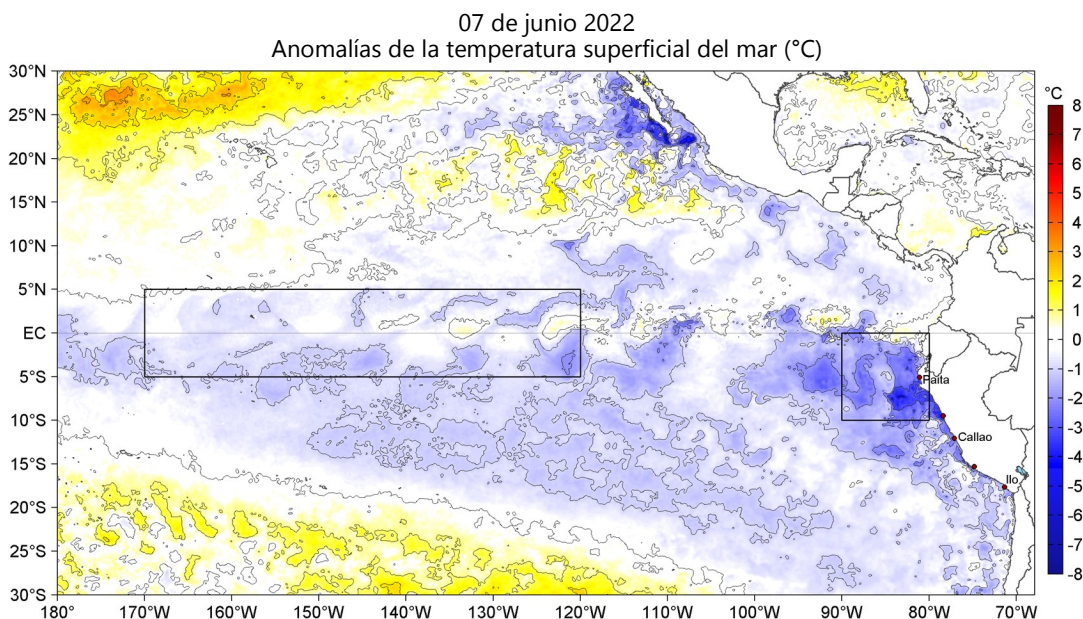 07 de junio 2022
Anomalías de la temperatura superficial del mar (°C)
30°N
25°N
20°N
15°N
10°N
5°N
EC
5°S
10°S
15°S
20°S
25°S
30°S
180
170°W
160°W
150°W
140°W
130°W
120°W
110°W
100°W
90°W
80°W
70°W
Paita
Callao
Ilo
°C
8
7
6
5
4
3
2
1
0
-1
-2
-3
-4
-5
-6
-7
-8